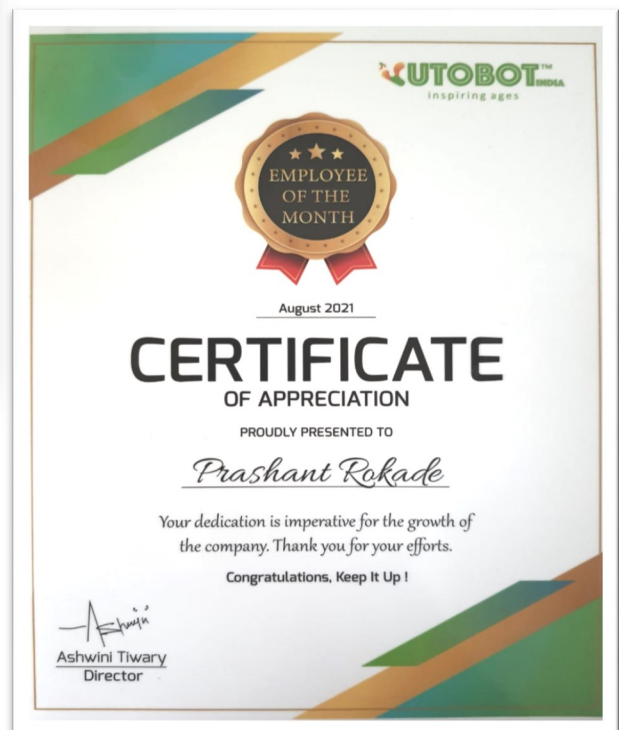 AUTOBOT™ INDIA
inspiring ages
EMPLOYEE
OF THE
MONTH
August 2021
CERTIFICATE
OF APPRECIATION
PROUDLY PRESENTED TO
Prashant Rokade
Your dedication is imperative for the growth of
the company. Thank you for your efforts.
Congratulations, Keep It Up !
Ashwini
Ashwini Tiwary
Director